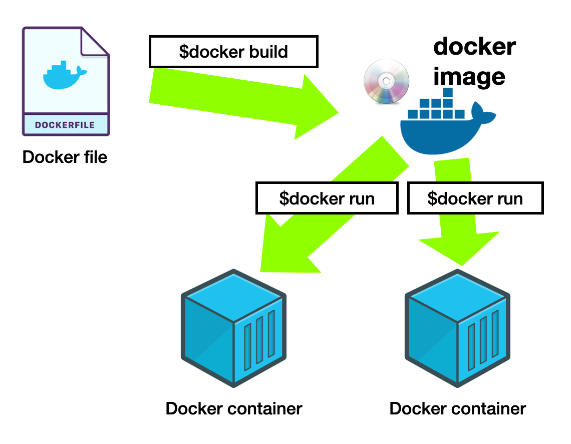 $docker build
docker
image
DOCKERFILE
Docker file
$docker run
$docker run
Docker container
Docker container